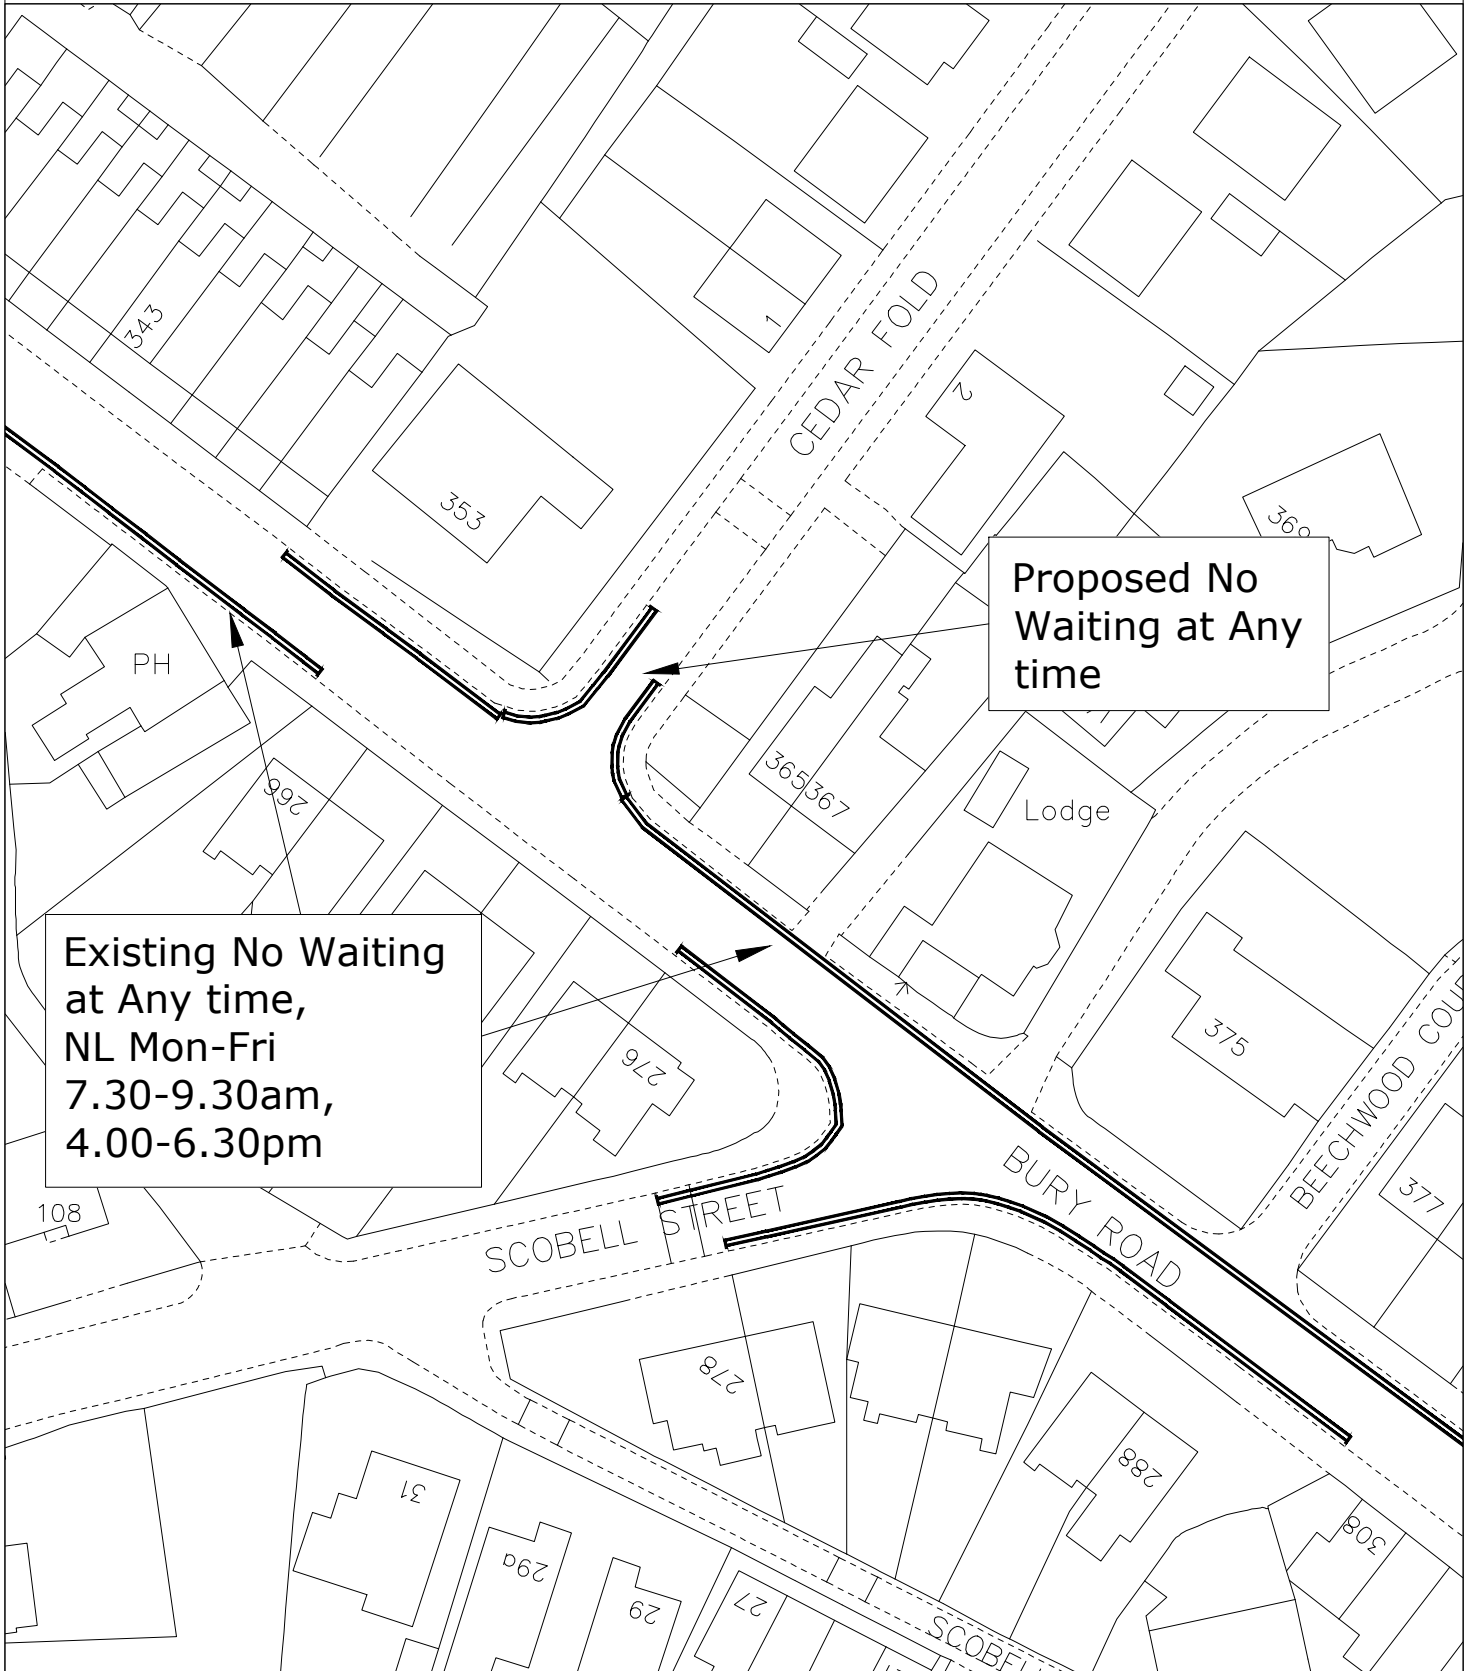 343
1
CEDAR FOLD
2
353
Proposed No
Waiting at Any
time
PH
365 367
Lodge
266
Existing No Waiting
at Any time,
NL Mon-Fri
7.30-9.30am,
4.00-6.30pm
375
276
BEECHWOOD
BURY ROAD
377
108
SCOBELL STREET
278
288
31
29a
29
27
308